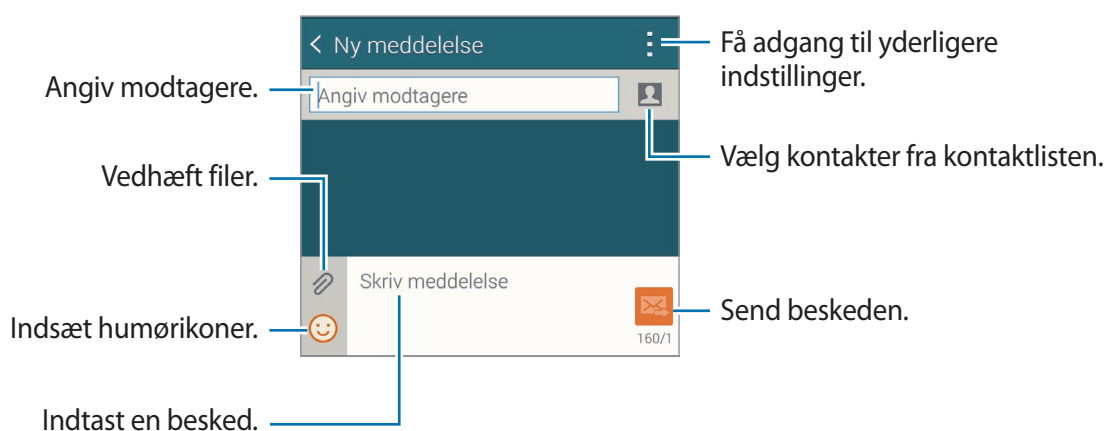 Ny meddelelse
Få adgang til yderligere
indstillinger.
Angiv modtagere.
Angiv modtagere
Vælg kontakter fra kontaktlisten.
Vedhæft filer.
Skriv meddelelse
Send beskeden.
Indsæt humørikoner.
160/1
Indtast en besked.